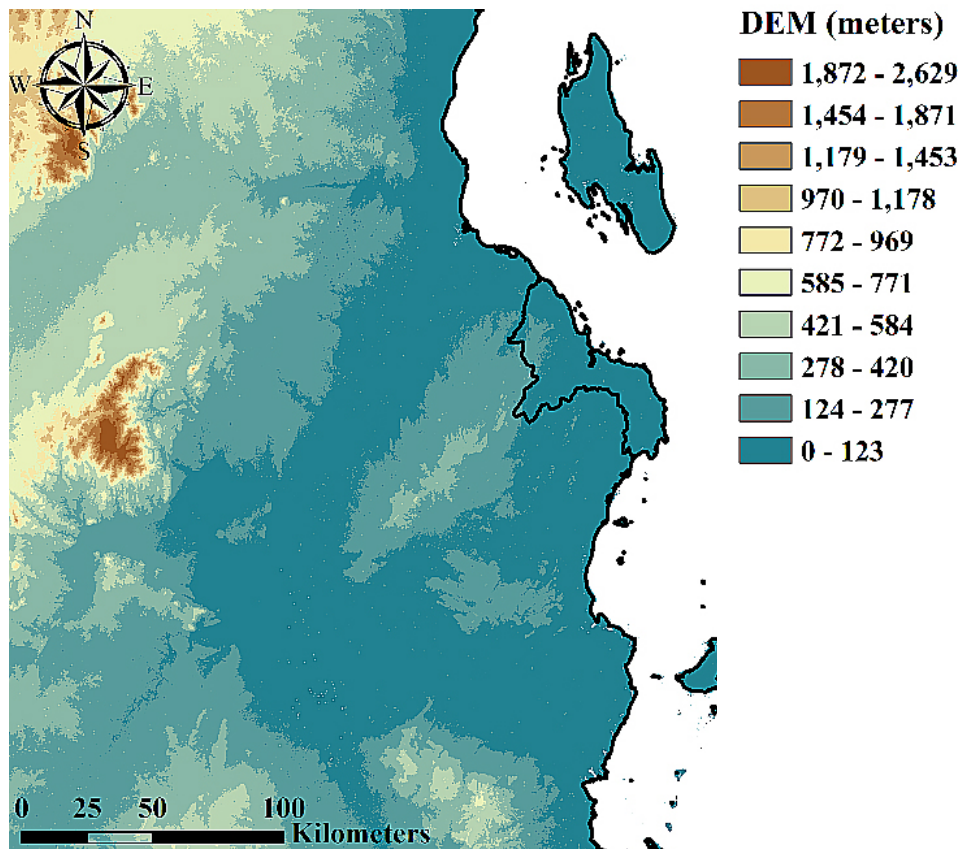 N
W E
S
DEM (meters)
1,872 - 2,629
1,454 - 1,871
1,179 - 1,453
970 - 1,178
772 - 969
585 - 771
421 - 584
278 - 420
124 - 277
0 - 123
0 25 50 100
Kilometers